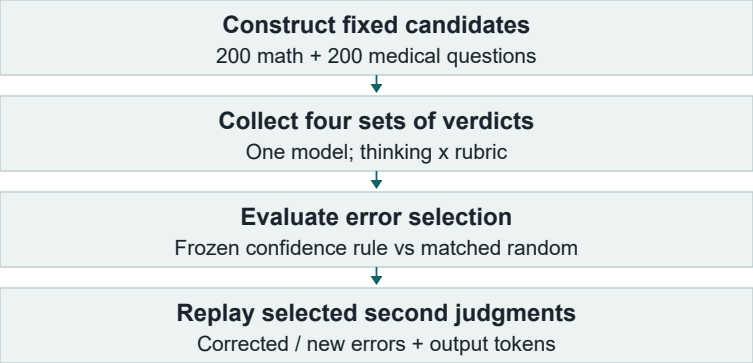 Construct fixed candidates
200 math + 200 medical questions
Collect four sets of verdicts
One model; thinking x rubric
Evaluate error selection
Frozen confidence rule vs matched random
Replay selected second judgments
Corrected / new errors + output tokens